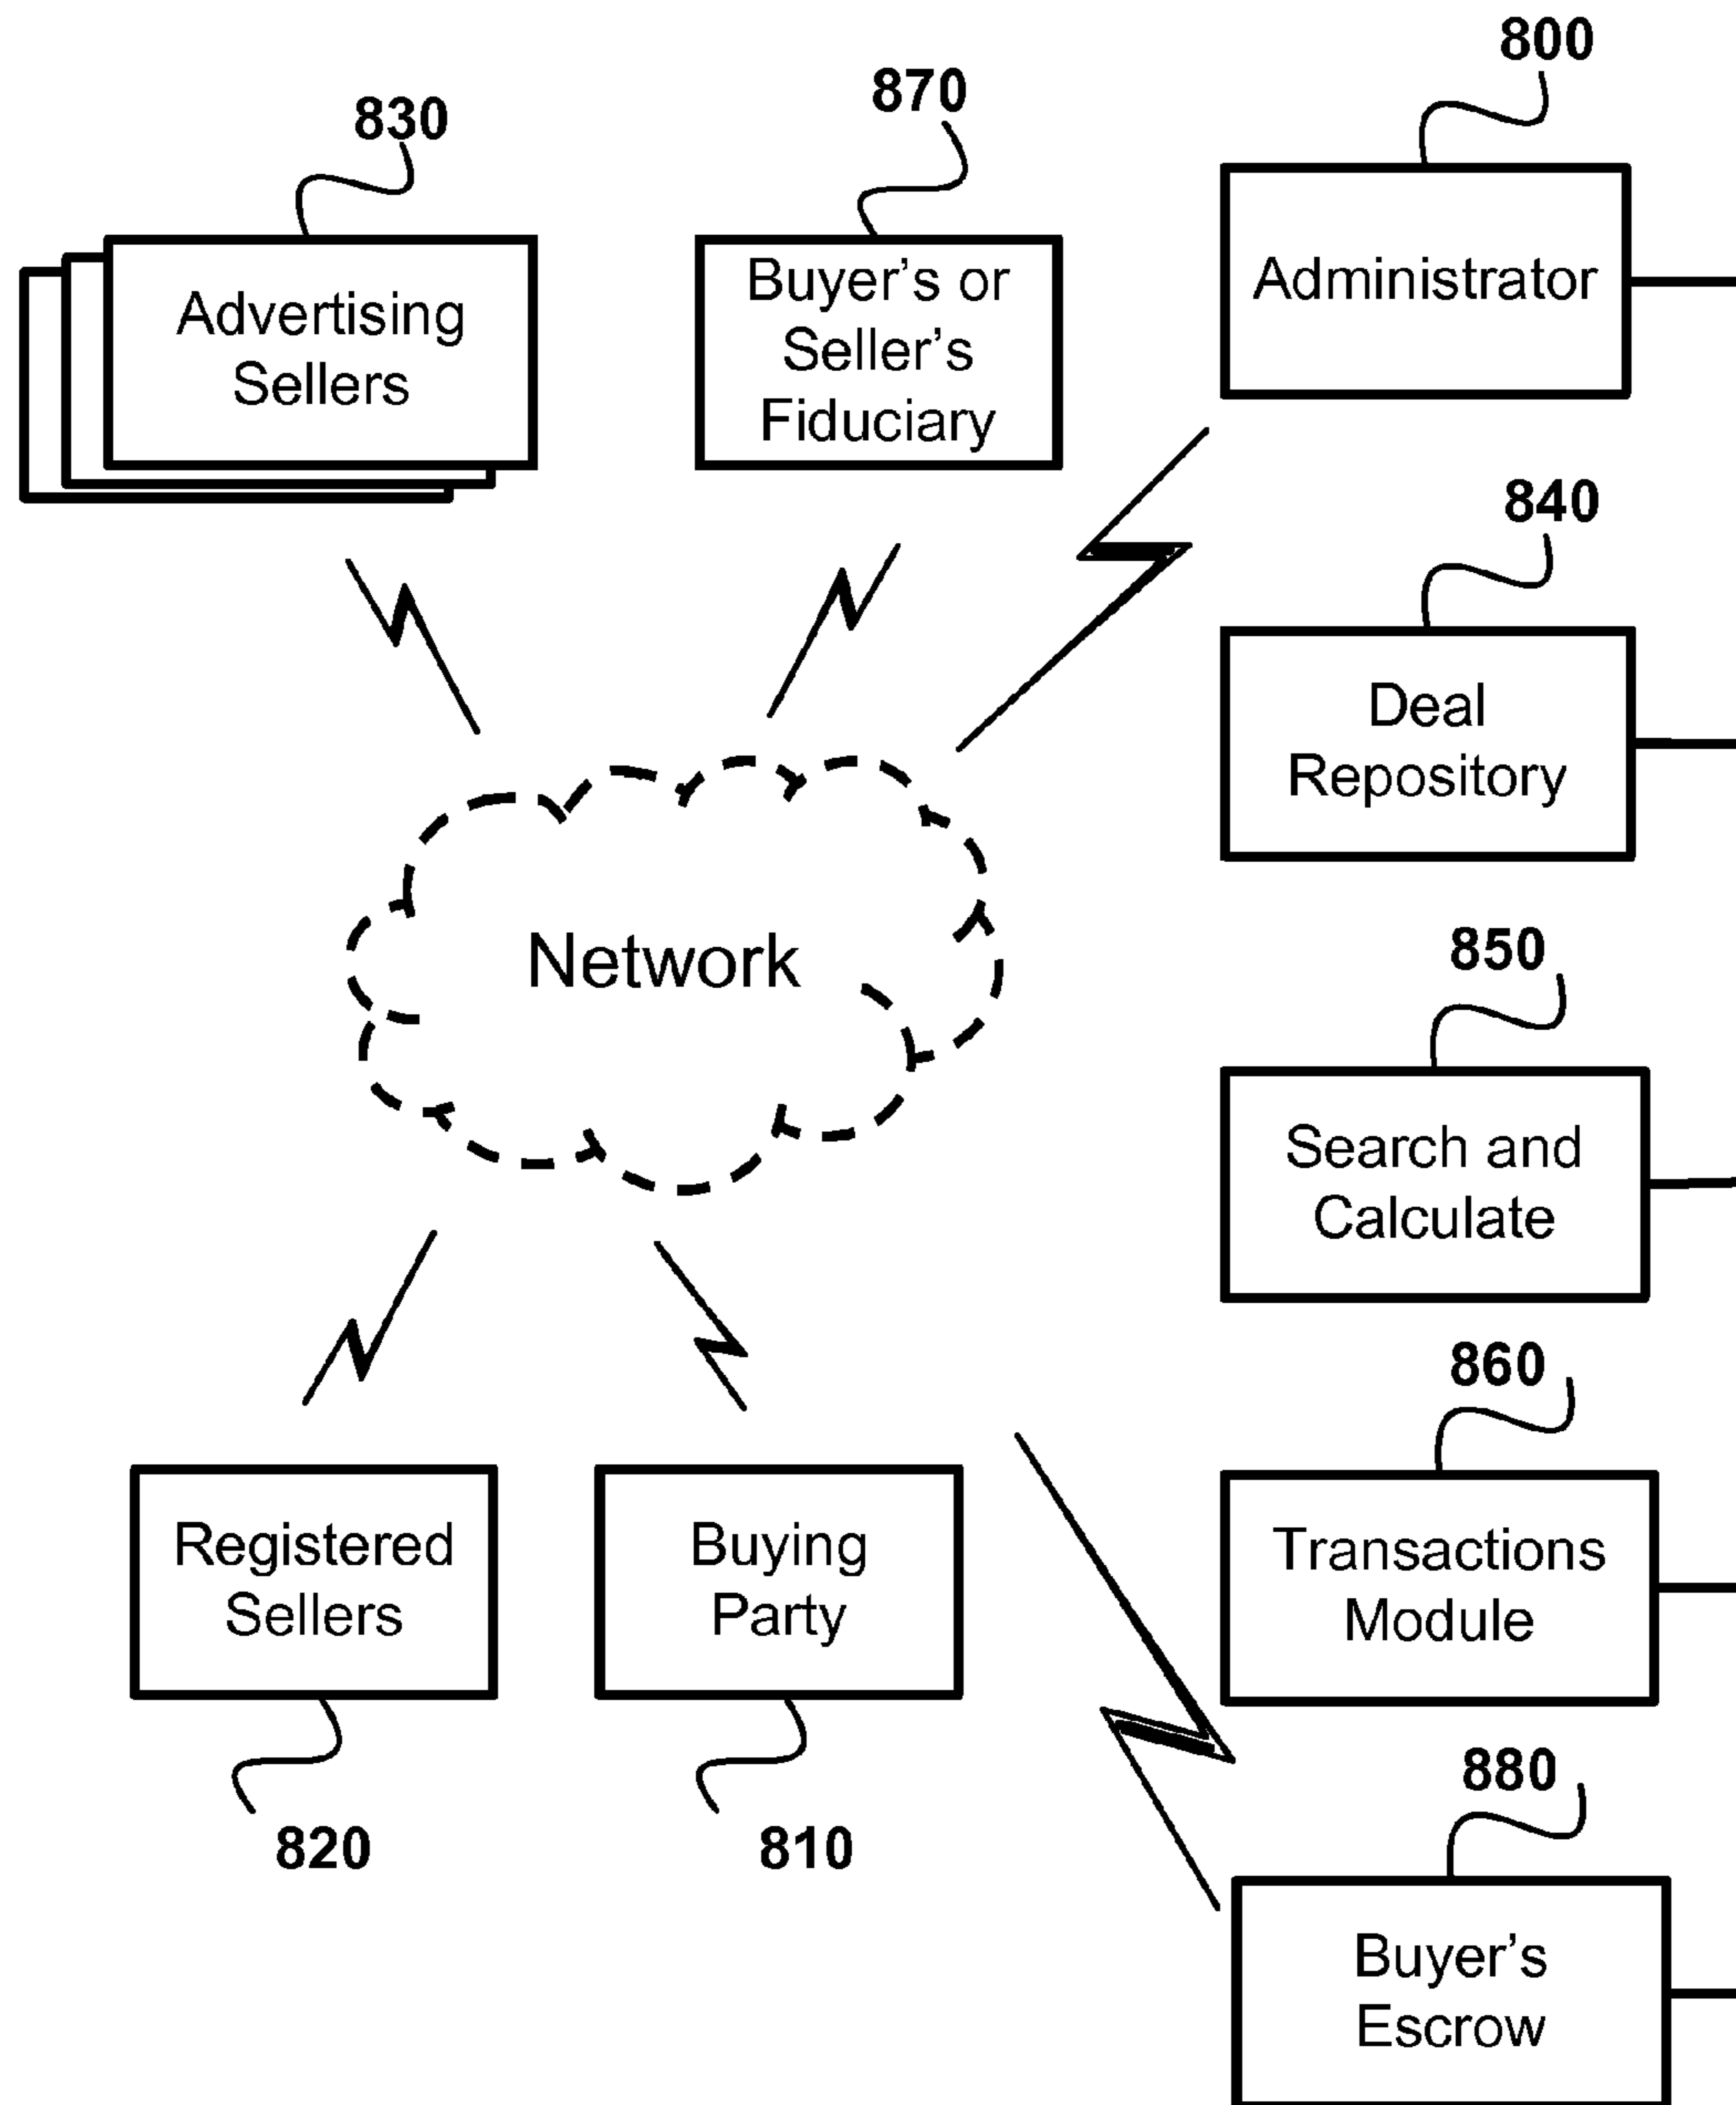 800
870
830
Administrator
Buyer's or
Seller's
Fiduciary
Advertising
Sellers
840
Deal
Repository
850
Network
Search and
Calculate
860
Registered
Sellers
Buying
Party
Transactions
Module
880
820
810
Buyer's
Escrow